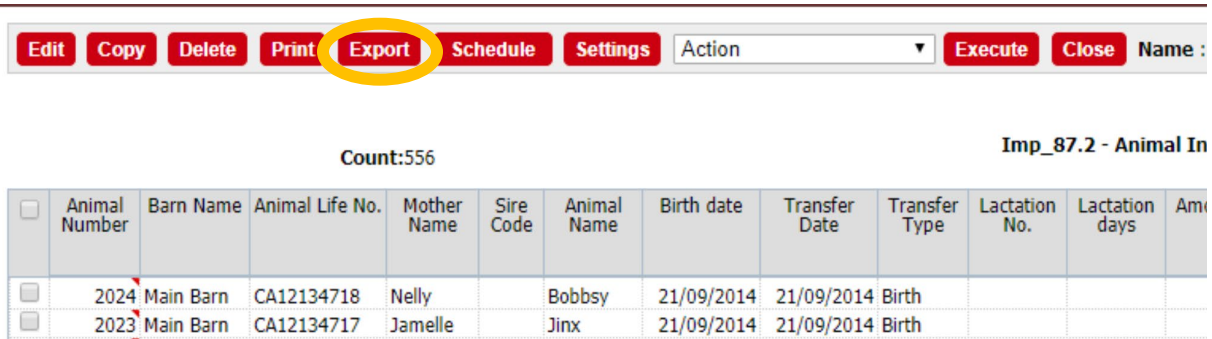 Edit Copy Delete Print Export Schedule Settings Action Execute Close Name :
Count:556
Imp_87.2 - Animal In
Animal Number Barn Name Animal Life No. Mother Name Sire Code Animal Name Birth date Transfer Date Transfer Type Lactation No. Lactation days Amo
2024 Main Barn CA12134718 Nelly Bobbsy 21/09/2014 21/09/2014 Birth
2023 Main Barn CA12134717 Jamelle Jinx 21/09/2014 21/09/2014 Birth